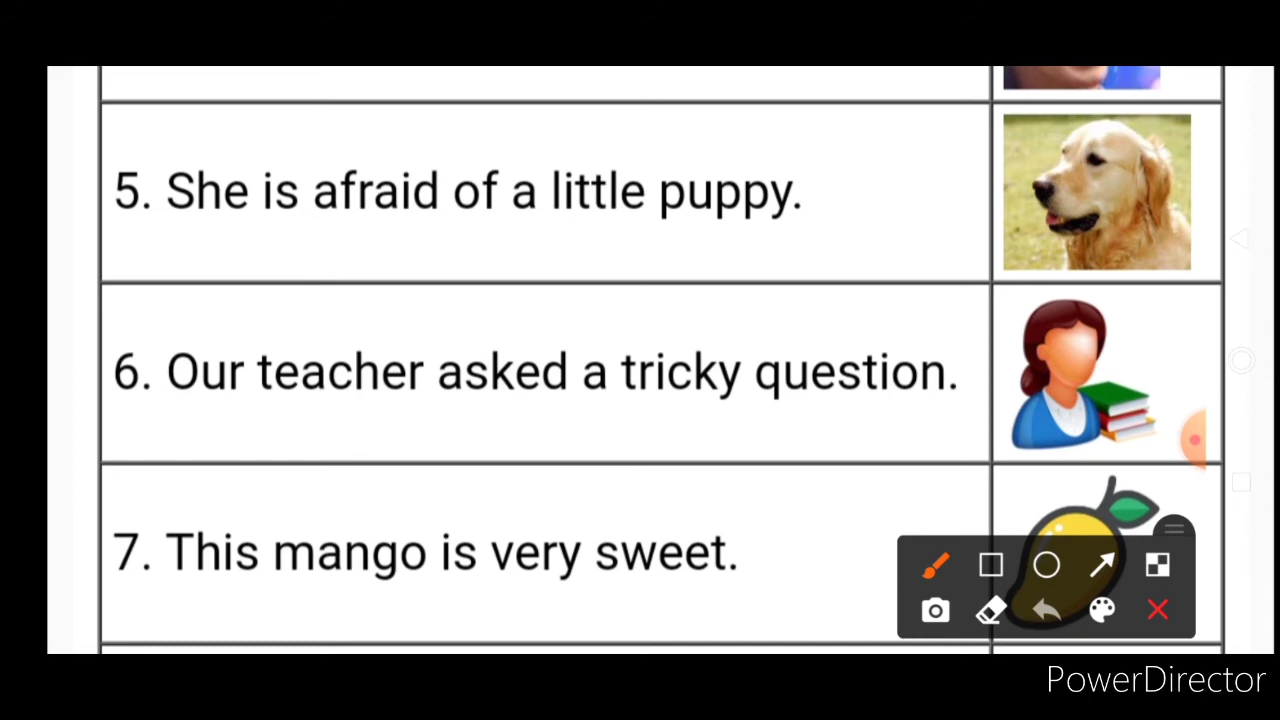 5. She is afraid of a little puppy.
6. Our teacher asked a tricky question.
7. This mango is very sweet.
PowerDirector